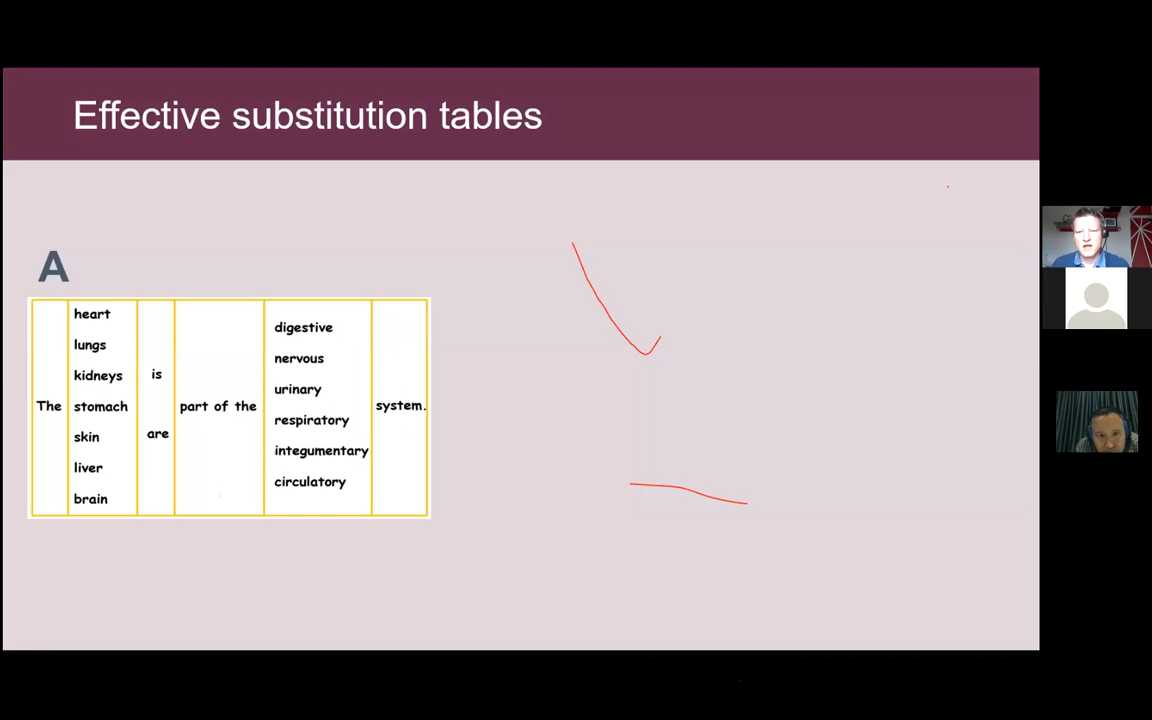 Effective substitution tables
A
The
heart
lungs
kidneys
stomach
skin
liver
brain
is
are
part of the
digestive
nervous
urinary
respiratory
integumentary
circulatory
system.